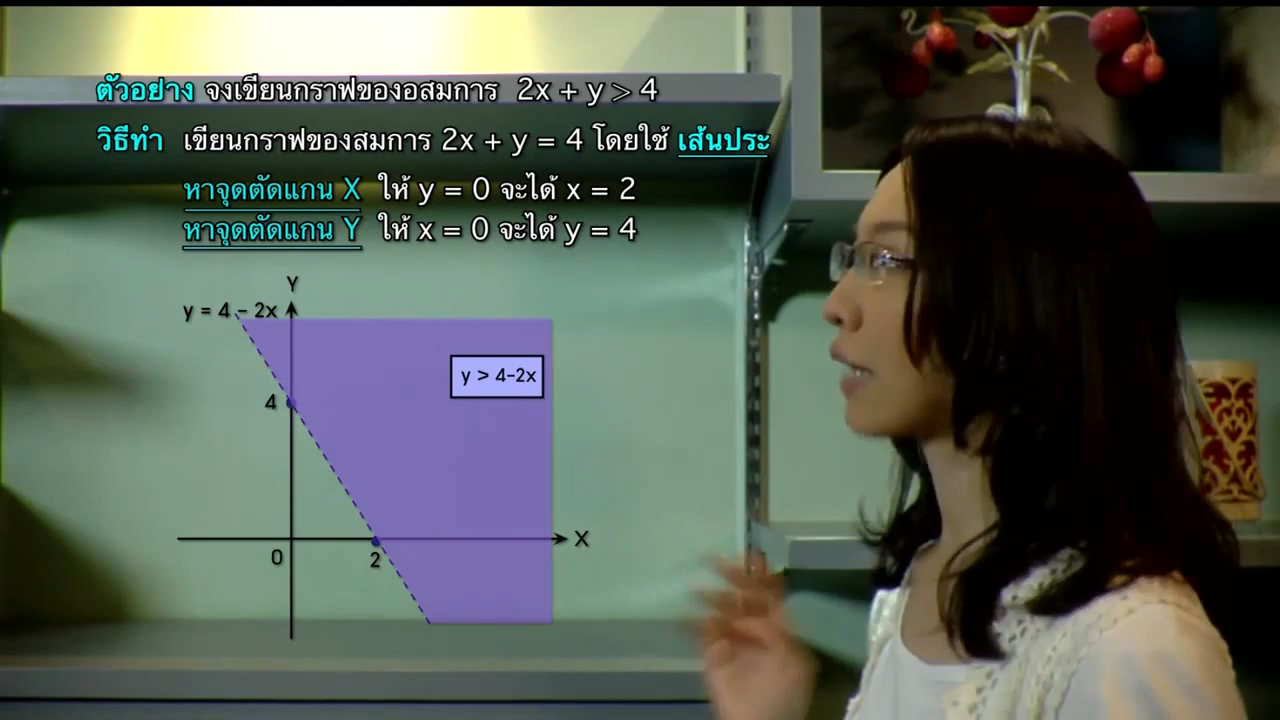 ตัวอย่าง จงเขียนกราฟของอสมการ 2x + y > 4
วิธีทำ เขียนกราฟของสมการ 2x + y = 4 โดยใช้ เส้นประ
หาจุดตัดแกน X ให้ y = 0 จะได้ x = 2
หาจุดตัดแกน Y ให้ x = 0 จะได้ y = 4
Y
y = 4 - 2x
y > 4-2x
4
X
0
2